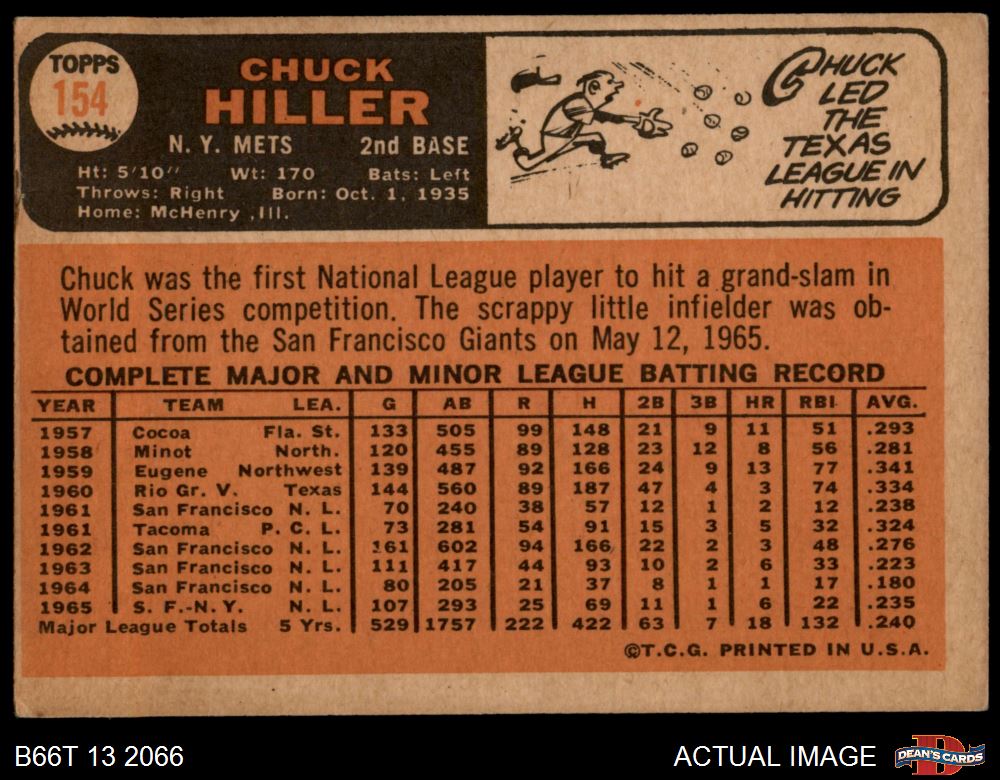 TOPPS
154
CHUCK
HILLER
N. Y. METS 2nd BASE
Ht: 5'10" Wt: 170 Bats: Left
Throws: Right Born: Oct. 1, 1935
Home: McHenry ,Ill.
CHUCK
LED
THE
TEXAS
LEAGUE IN
HITTING
Chuck was the first National League player to hit a grand-slam in
World Series competition. The scrappy little infielder was ob-
tained from the San Francisco Giants on May 12, 1965.
COMPLETE MAJOR AND MINOR LEAGUE BATTING RECORD
YEAR TEAM LEA. G AB R H 2B 3B HR RBI AVG.
1957 Cocoa Fla. St. 133 505 99 148 21 9 11 51 .293
1958 Minot North. 120 455 89 128 23 12 8 56 .281
1959 Eugene Northwest 139 487 92 166 24 9 13 77 .341
1960 Rio Gr. V. Texas 144 560 89 187 47 4 3 74 .334
1961 San Francisco N. L. 70 240 38 57 12 1 2 12 .238
1961 Tacoma P. C. L. 73 281 54 91 15 3 5 32 .324
1962 San Francisco N. L. 161 602 94 166 22 2 3 48 .276
1963 San Francisco N. L. 111 417 44 93 10 2 6 33 .223
1964 San Francisco N. L. 80 205 21 37 8 1 1 17 .180
1965 S. F.-N. Y. N. L. 107 293 25 69 11 1 6 22 .235
Major League Totals 5 Yrs. 529 1757 222 422 63 7 18 132 .240
©T.C.G. PRINTED IN U.S.A.
B66T 13 2066
ACTUAL IMAGE
D
DEAN'S CARDS